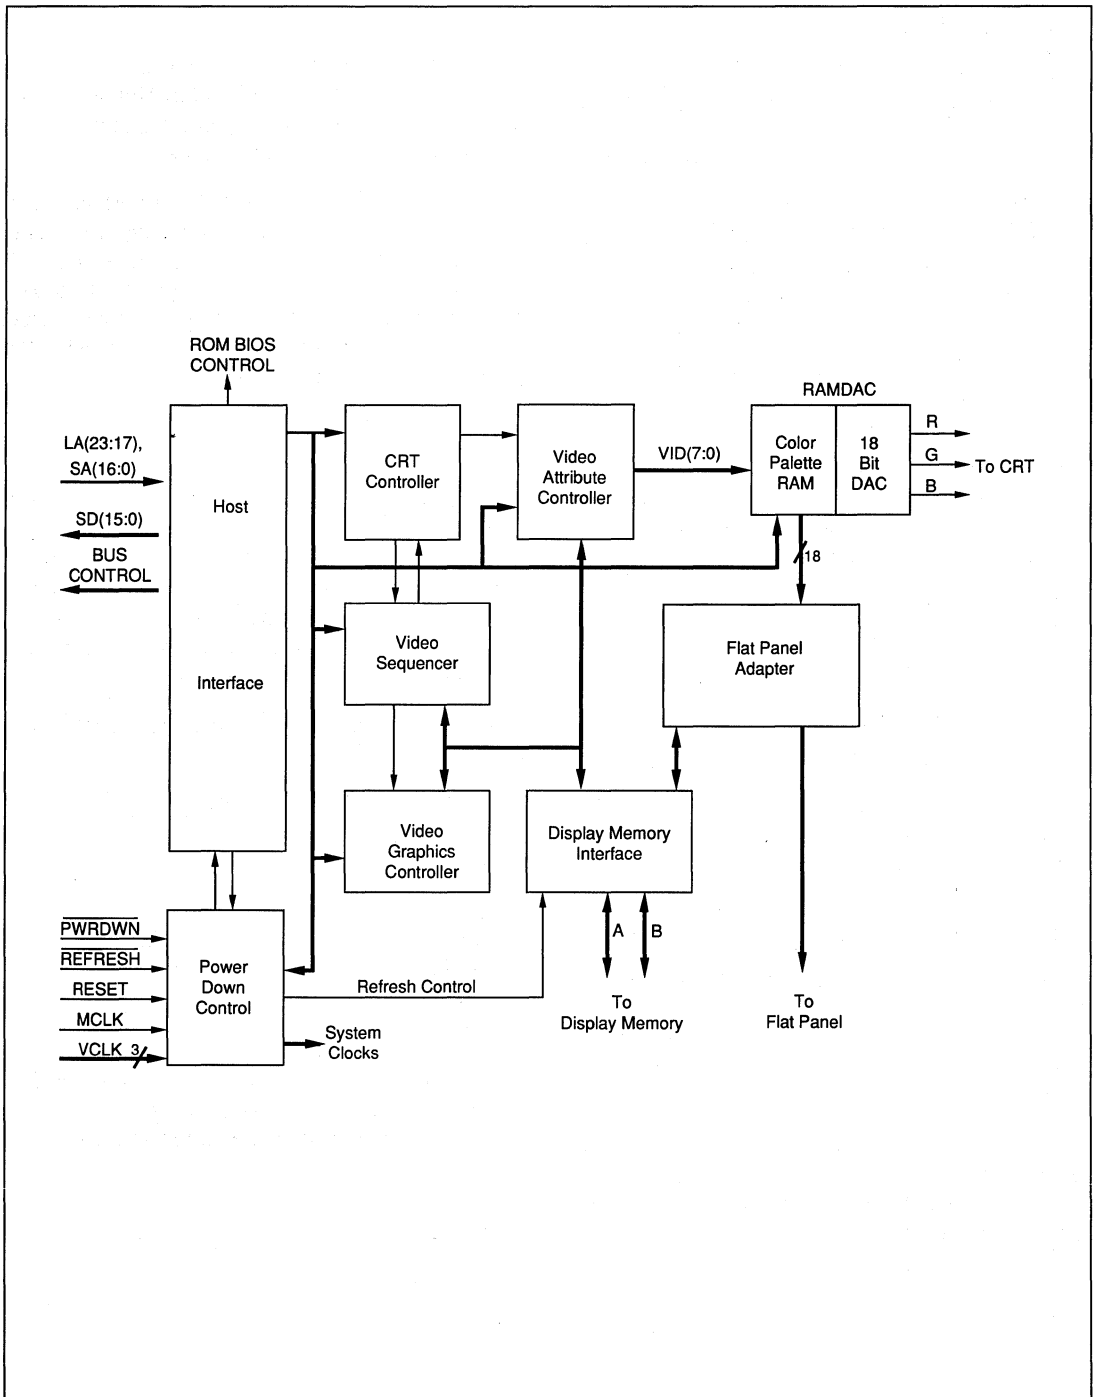 ROM BIOS
CONTROL
RAMDAC
LA(23:17),
SA(16:0)
SD(15:0)
BUS
CONTROL
Host
Interface
CRT
Controller
Video
Attribute
Controller
VID(7:0)
Color
Palette
RAM
18
Bit
DAC
R
G
B
To CRT
18
Video
Sequencer
Flat Panel
Adapter
Video
Graphics
Controller
Display Memory
Interface
A
B
To
Display Memory
To
Flat Panel
PWRDWN
REFRESH
RESET
MCLK
VCLK 3
Power
Down
Control
Refresh Control
System
Clocks